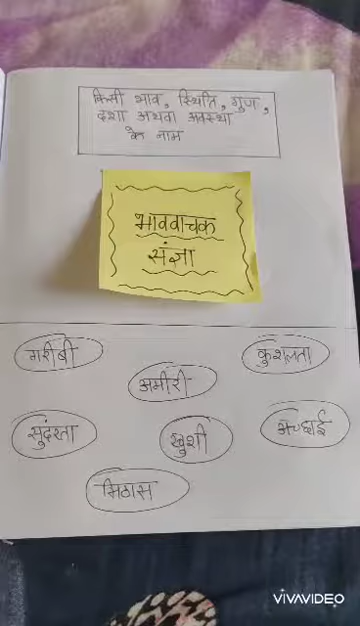 किसी भाव, स्थिति, गुण,
दशा अथवा अवस्था
के नाम
भाववाचक
संज्ञा
गरीबी
कुशलता
अमीरी
सुंदरता
खुशी
अच्छाई
मिठास
VIVAVIDEO